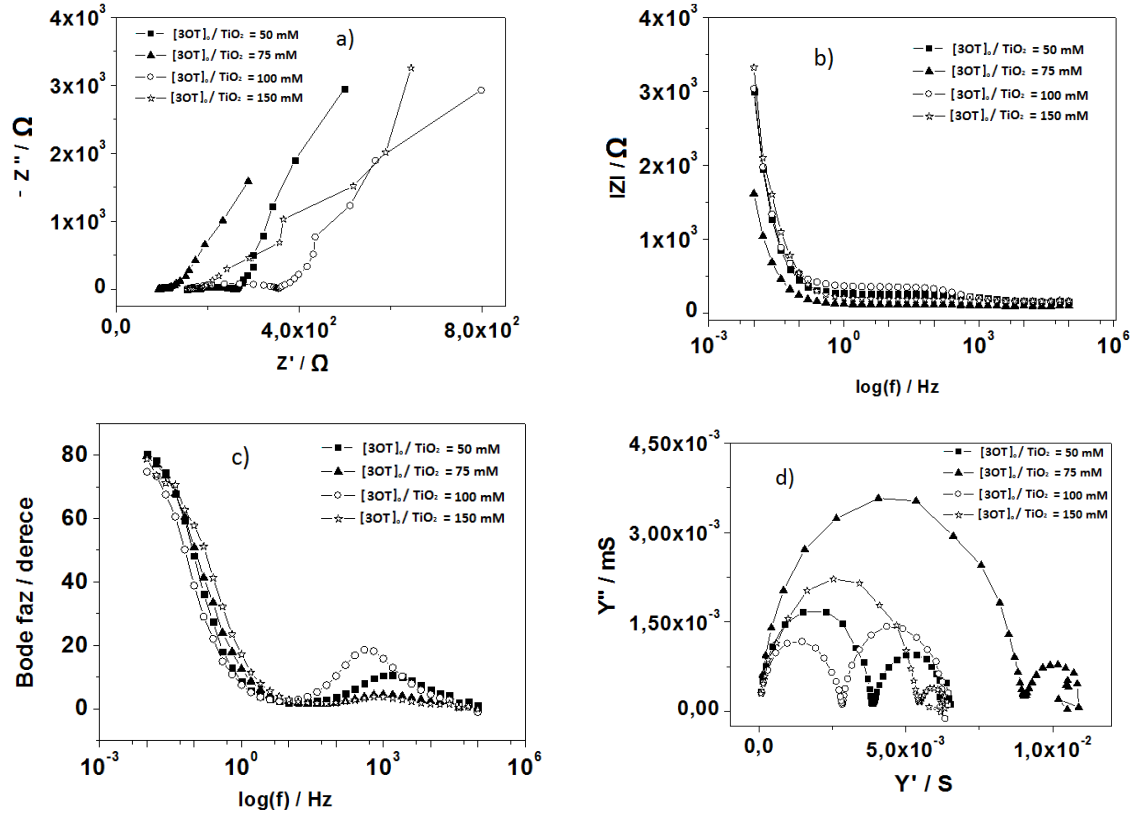 4x10³
3x10³
2x10³
1x10³
0
- Z'' / Ω
a)
[3OT]ₒ/ TiO₂ = 50 mM
[3OT]ₒ/ TiO₂ = 75 mM
[3OT]ₒ/ TiO₂ = 100 mM
[3OT]ₒ/ TiO₂ = 150 mM
0,0
4,0x10²
8,0x10²
Z' / Ω
4x10³
3x10³
2x10³
1x10³
0
|Z| / Ω
b)
[3OT]ₒ/ TiO₂ = 50 mM
[3OT]ₒ/ TiO₂ = 75 mM
[3OT]ₒ/ TiO₂ = 100 mM
[3OT]ₒ/ TiO₂ = 150 mM
10⁻³
10⁰
10³
10⁶
log(f) / Hz
80
60
40
20
0
Bode faz / derece
c)
[3OT]ₒ/ TiO₂ = 50 mM
[3OT]ₒ/ TiO₂ = 75 mM
[3OT]ₒ/ TiO₂ = 100 mM
[3OT]ₒ/ TiO₂ = 150 mM
10⁻³
10⁰
10³
10⁶
log(f) / Hz
4,50x10⁻³
3,00x10⁻³
1,50x10⁻³
0,00
Y'' / mS
d)
[3OT]ₒ/ TiO₂ = 50 mM
[3OT]ₒ/ TiO₂ = 75 mM
[3OT]ₒ/ TiO₂ = 100 mM
[3OT]ₒ/ TiO₂ = 150 mM
0,0
5,0x10⁻³
1,0x10⁻²
Y' / S